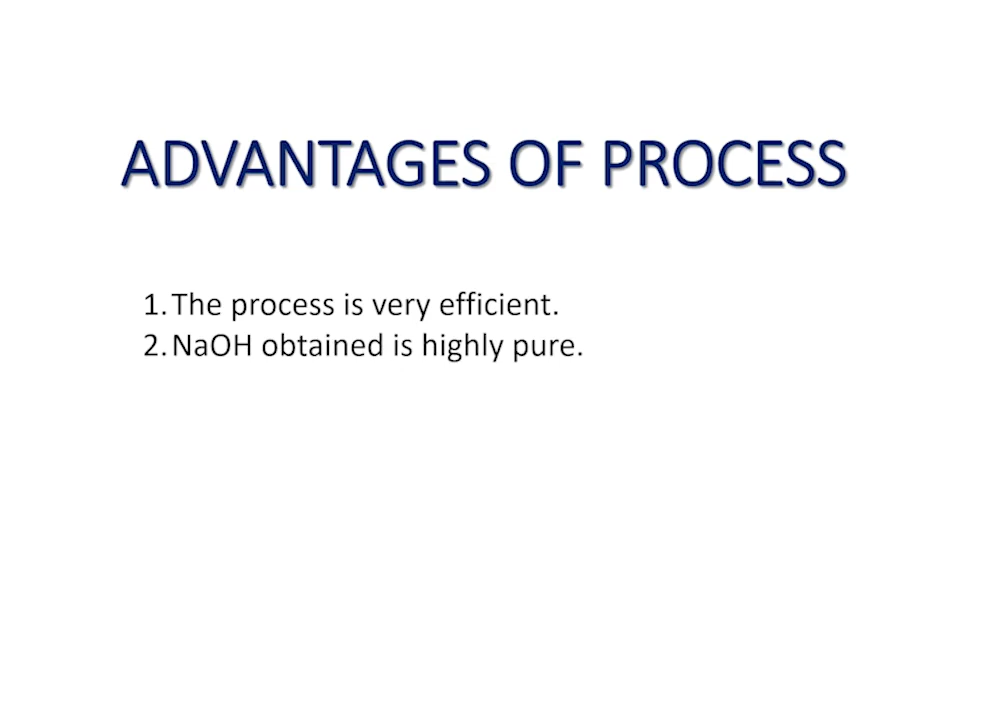 ADVANTAGES OF PROCESS
1. The process is very efficient.
2. NaOH obtained is highly pure.